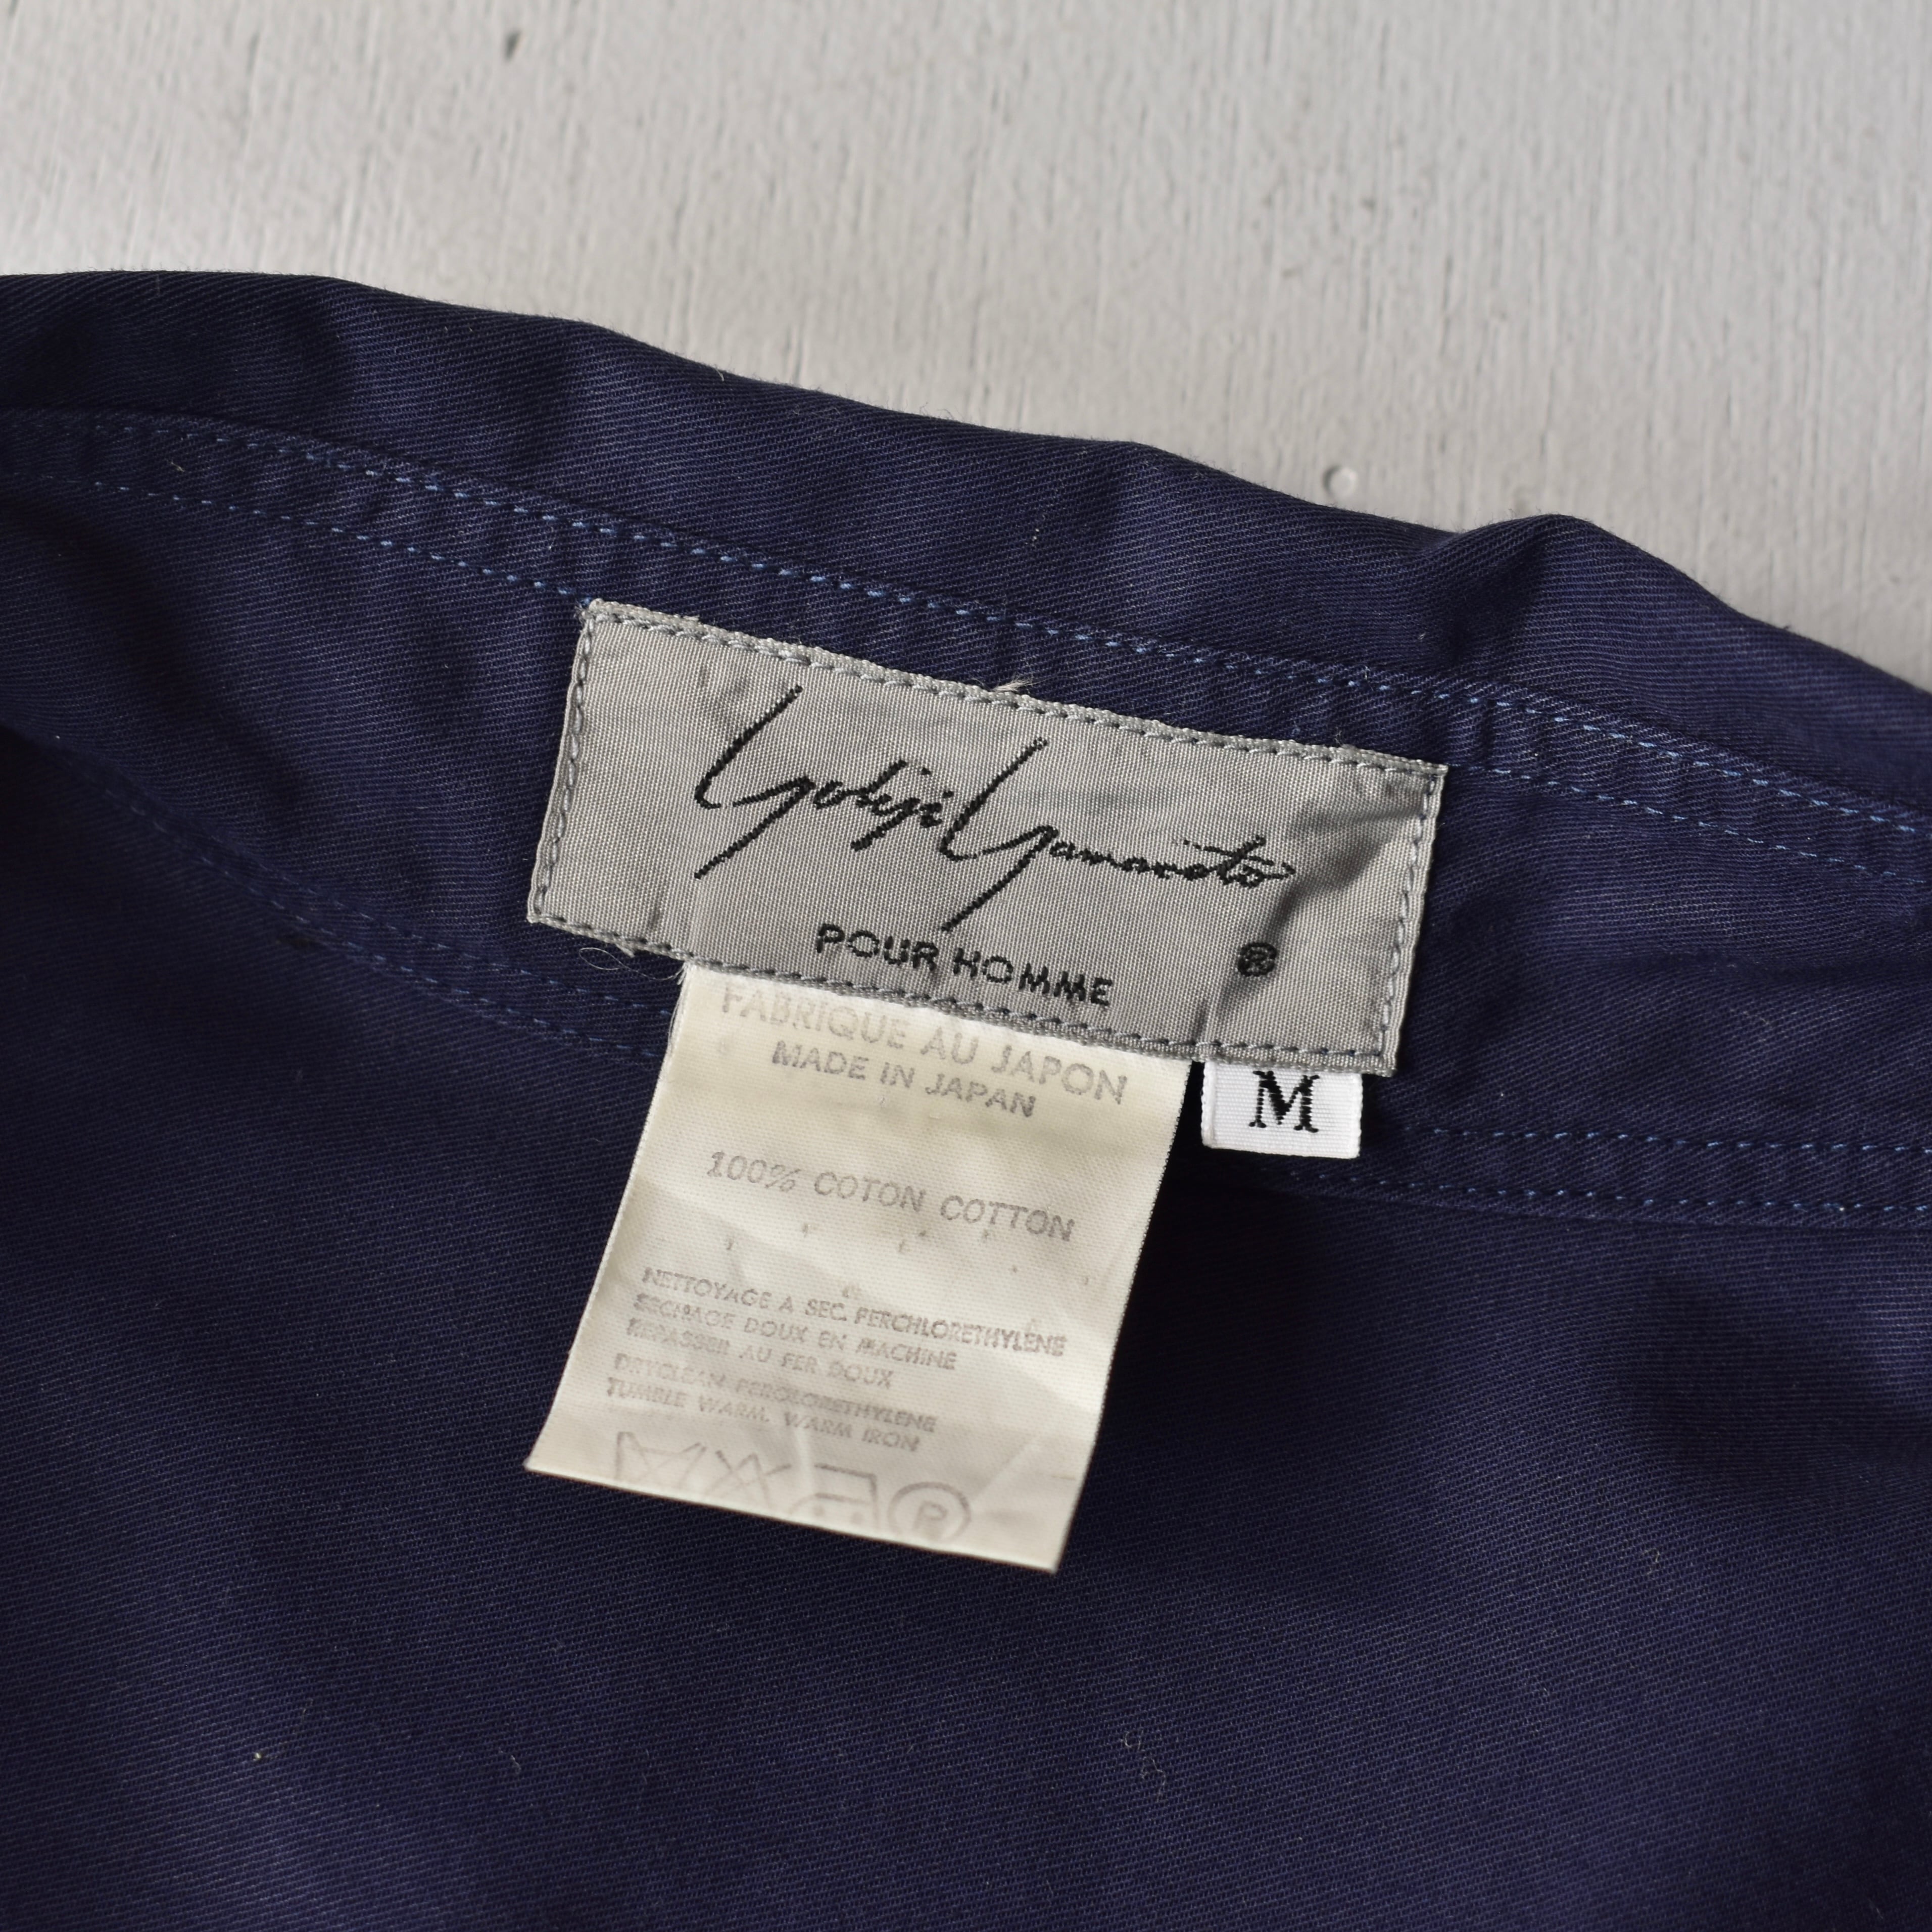 Yohji Yamamoto
POUR HOMME ®
FABRIQUE AU JAPON
MADE IN JAPAN
M
100% COTON COTTON
NETTOYAGE A SEC. PERCHLORETHYLENE
SECHAGE DOUX EN MACHINE
REPASSER AU FER DOUX
DRYCLEAN PERCLORETHYLENE
TUMBLE WARM. WARM IRON
P